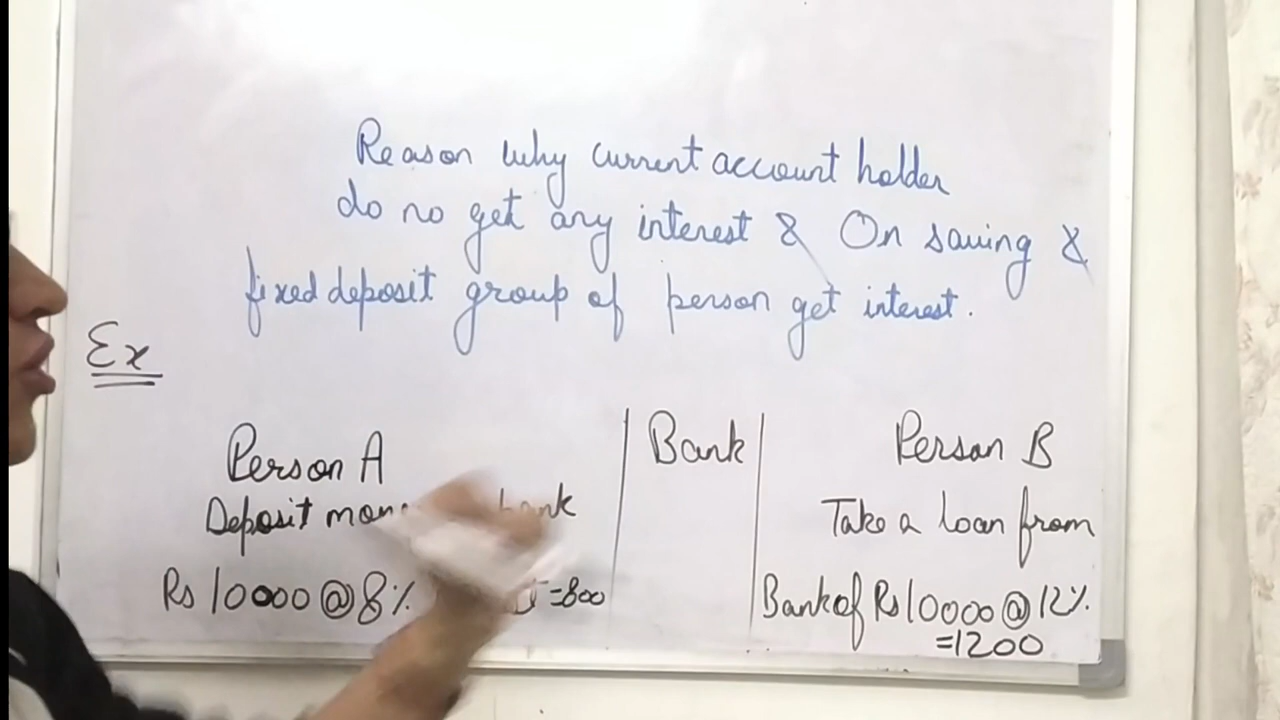 Reason why current account holder
do no get any interest & On saving &
fixed deposit group of person get interest.
Ex
Person A
Deposit bank
Rs 10000 @ 8% =800
Bank
Person B
Take a loan from
Bank of Rs 10000 @ 12%
=1200